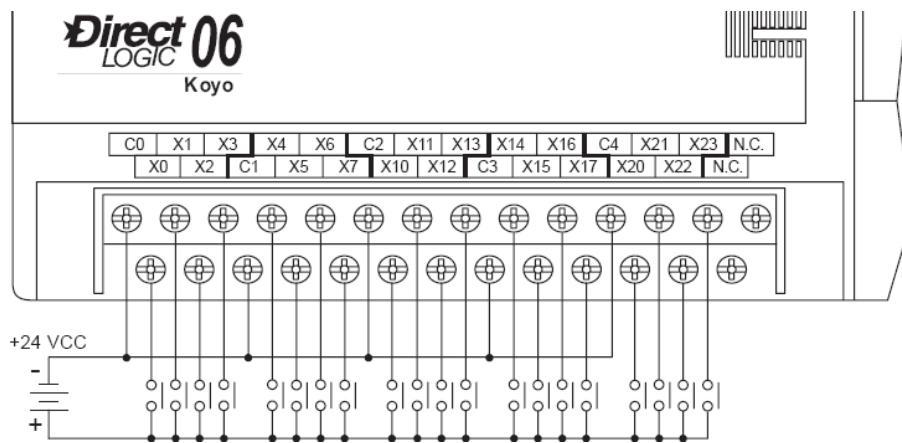 Direct
LOGIC 06
Koyo
C0 X1 X3 X4 X6 C2 X11 X13 X14 X16 C4 X21 X23 N.C.
X0 X2 C1 X5 X7 X10 X12 C3 X15 X17 X20 X22 N.C.
+24 VCC
-
+